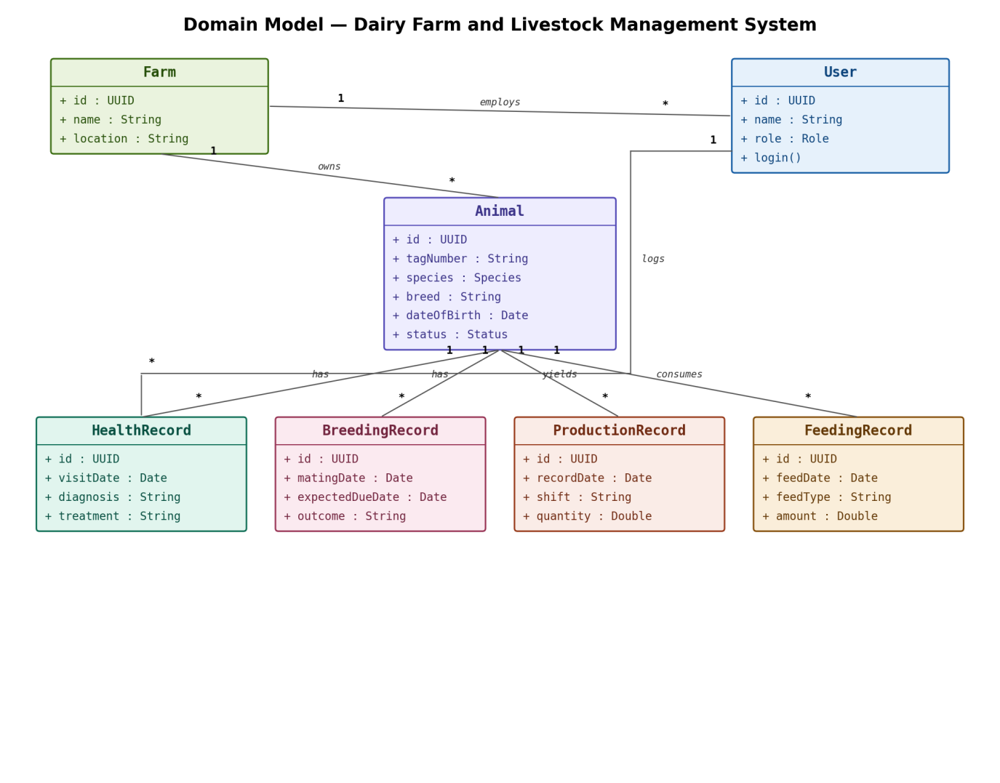 Domain Model — Dairy Farm and Livestock Management System
Farm
+ id : UUID
+ name : String
+ location : String
1
employs
*
User
+ id : UUID
+ name : String
+ role : Role
+ login()
1
1
owns
*
Animal
+ id : UUID
+ tagNumber : String
+ species : Species
+ breed : String
+ dateOfBirth : Date
+ status : Status
logs
1 1 1 1
*
has has yields consumes
* * * *
HealthRecord
+ id : UUID
+ visitDate : Date
+ diagnosis : String
+ treatment : String
BreedingRecord
+ id : UUID
+ matingDate : Date
+ expectedDueDate : Date
+ outcome : String
ProductionRecord
+ id : UUID
+ recordDate : Date
+ shift : String
+ quantity : Double
FeedingRecord
+ id : UUID
+ feedDate : Date
+ feedType : String
+ amount : Double